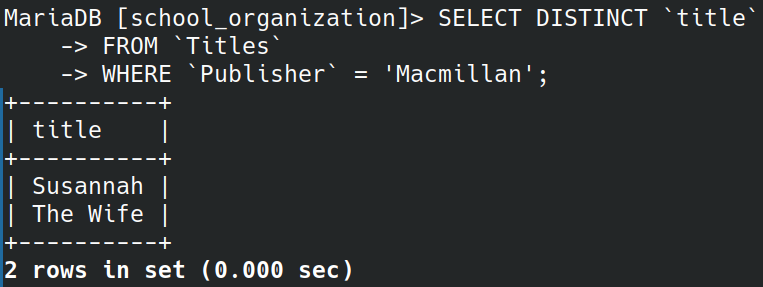 MariaDB [school_organization]> SELECT DISTINCT `title`
    -> FROM `Titles`
    -> WHERE `Publisher` = 'Macmillan';
+----------+
| title    |
+----------+
| Susannah |
| The Wife |
+----------+
2 rows in set (0.000 sec)